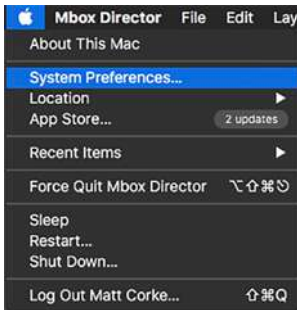 Mbox Director File Edit Lay
About This Mac
System Preferences...
Location
App Store... 2 updates
Recent Items
Force Quit Mbox Director ⌥⇧⌘⎋
Sleep
Restart...
Shut Down...
Log Out Matt Corke... ⇧⌘Q